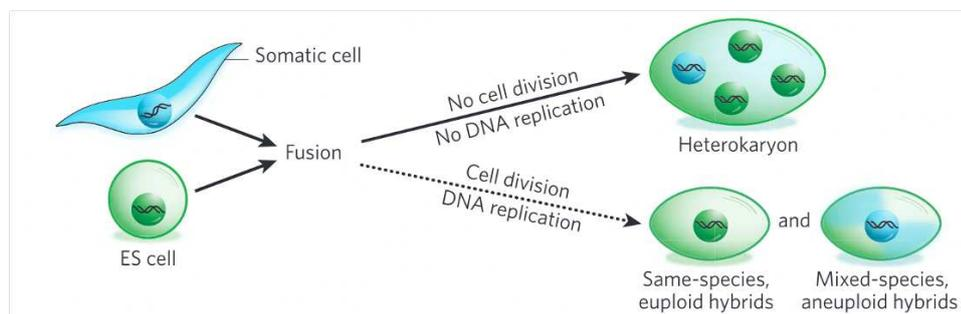 Somatic cell
ES cell
Fusion
No cell division
No DNA replication
Heterokaryon
Cell division
DNA replication
and
Same-species,
euploid hybrids
Mixed-species,
aneuploid hybrids